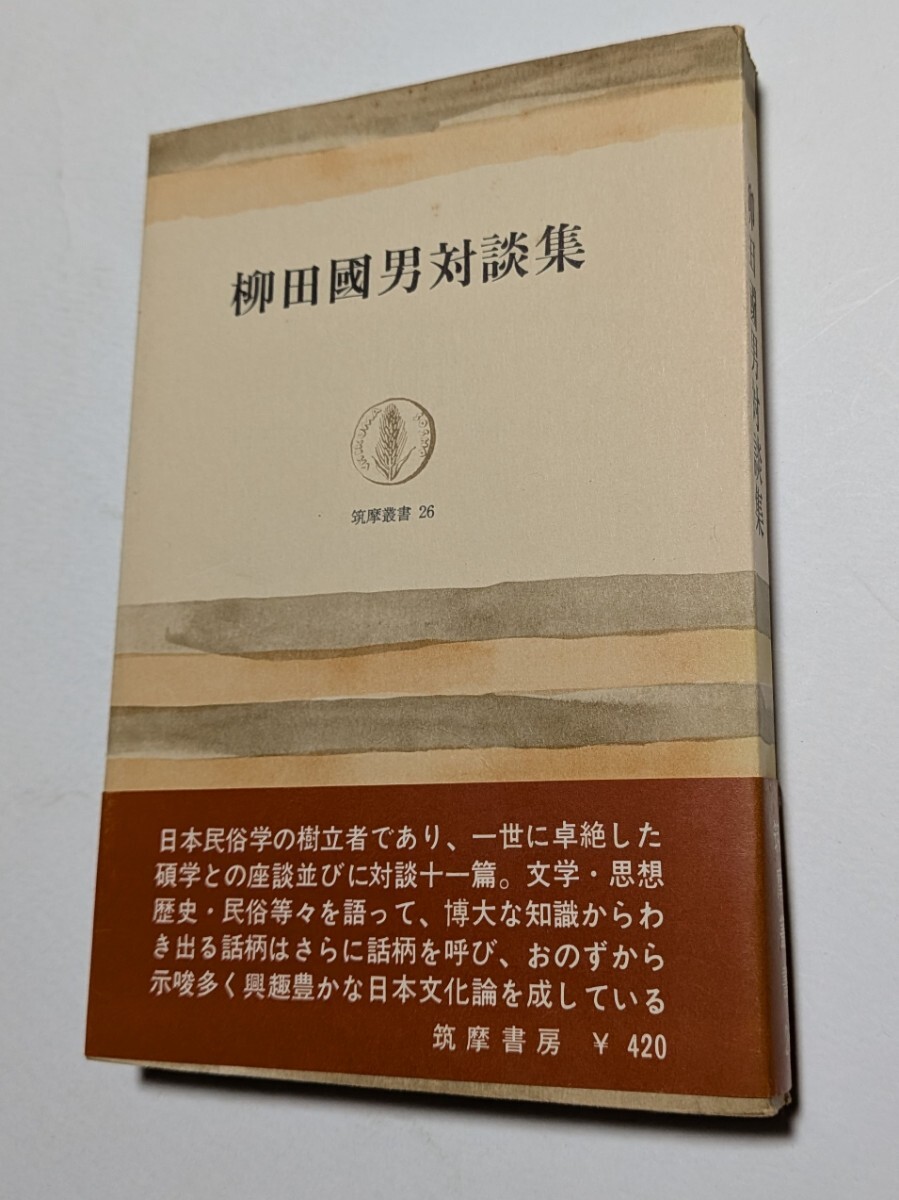 柳田國男対談集
筑摩叢書 26
日本民俗学の樹立者であり、一世に卓絶した
碩学との座談並びに対談十一篇。文学・思想
歴史・民俗等々を語って、博大な知識からわ
き出る話柄はさらに話柄を呼び、おのずから
示唆多く興趣豊かな日本文化論を成している
筑摩書房 ￥ 420
柳田國男対談集